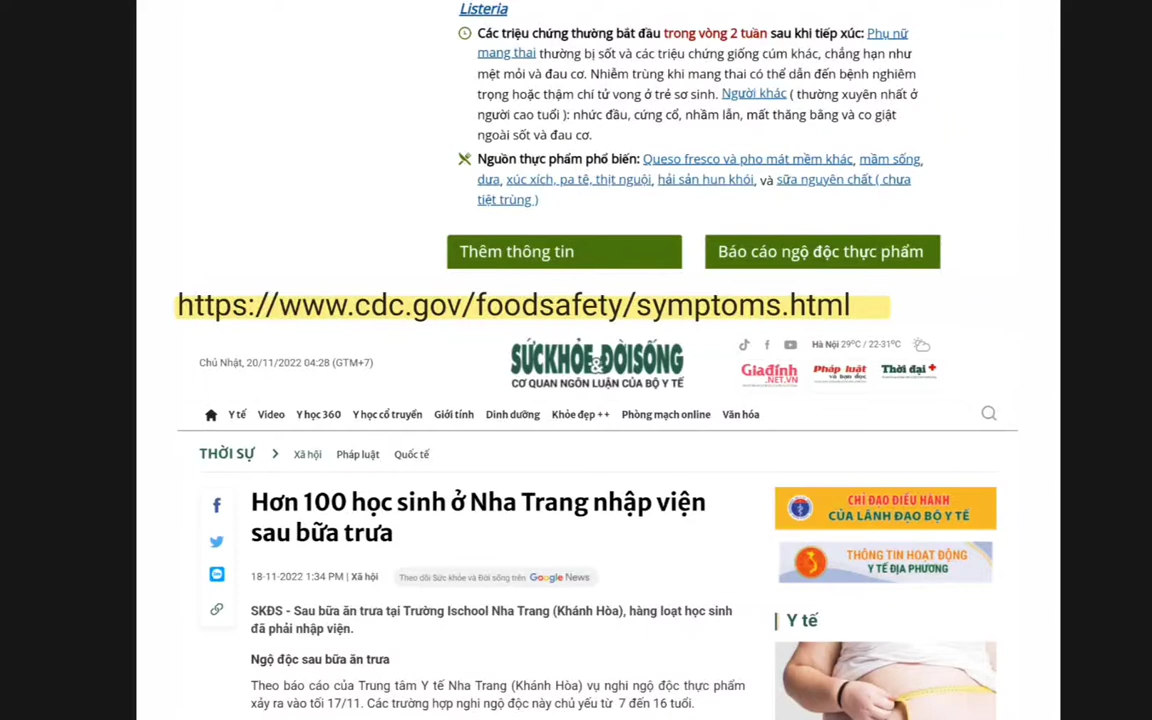 Listeria
Các triệu chứng thường bắt đầu trong vòng 2 tuần sau khi tiếp xúc: Phụ nữ
mang thai thường bị sốt và các triệu chứng giống cúm khác, chẳng hạn như
mệt mỏi và đau cơ. Nhiễm trùng khi mang thai có thể dẫn đến bệnh nghiêm
trọng hoặc thậm chí tử vong ở trẻ sơ sinh. Người khác ( thường xuyên nhất ở
người cao tuổi ): nhức đầu, cứng cổ, nhầm lẫn, mất thăng bằng và co giật
ngoài sốt và đau cơ.
Nguồn thực phẩm phổ biến: Queso fresco và pho mát mềm khác, mầm sống,
dưa, xúc xích, pa tê, thịt nguội, hải sản hun khói, và sữa nguyên chất ( chưa
tiệt trùng )
Thêm thông tin
Báo cáo ngộ độc thực phẩm
https://www.cdc.gov/foodsafety/symptoms.html
Chủ Nhật, 20/11/2022 04:28 (GMT+7)
SỨC KHỎE & ĐỜI SỐNG
CƠ QUAN NGÔN LUẬN CỦA BỘ Y TẾ
Hà Nội 29°C / 22-31°C
Giađình .NET.VN
Pháp luật và bạn đọc
Thời đại +
Y tế Video Y học 360 Y học cổ truyền Giới tính Dinh dưỡng Khỏe đẹp ++ Phòng mạch online Văn hóa
THỜI SỰ > Xã hội Pháp luật Quốc tế
Hơn 100 học sinh ở Nha Trang nhập viện
sau bữa trưa
18-11-2022 1:34 PM | Xã hội
Theo dõi Sức khỏe và Đời sống trên Google News
SKĐS - Sau bữa ăn trưa tại Trường Ischool Nha Trang (Khánh Hòa), hàng loạt học sinh
đã phải nhập viện.
Ngộ độc sau bữa ăn trưa
Theo báo cáo của Trung tâm Y tế Nha Trang (Khánh Hòa) vụ nghi ngộ độc thực phẩm
xảy ra vào tối 17/11. Các trường hợp nghi ngộ độc này chủ yếu từ 7 đến 16 tuổi.
CHỈ ĐẠO ĐIỀU HÀNH
CỦA LÃNH ĐẠO BỘ Y TẾ
THÔNG TIN HOẠT ĐỘNG
Y TẾ ĐỊA PHƯƠNG
Y tế